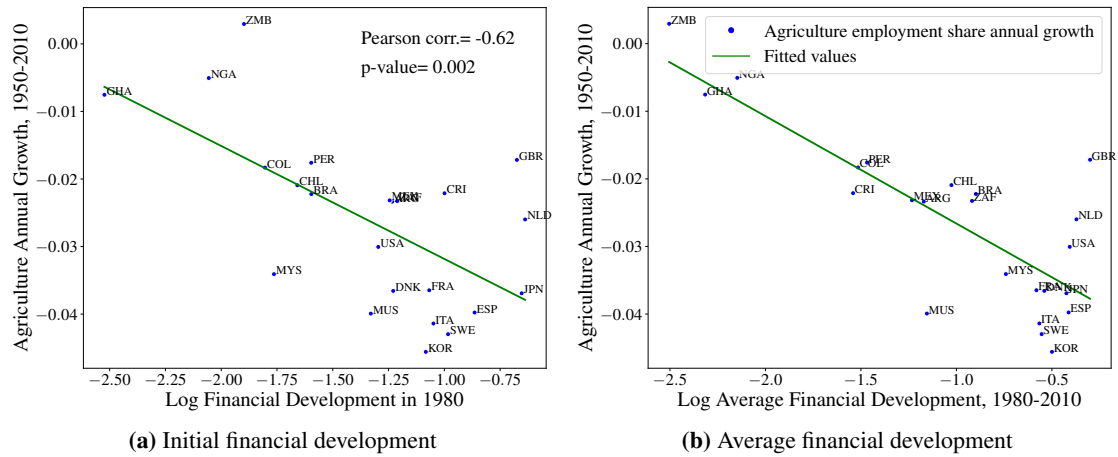 Agriculture Annual Growth, 1950-2010
0.00
−0.01
−0.02
−0.03
−0.04
ZMB
Pearson corr.= -0.62
p-value= 0.002
NGA
GHA
COL
PER
CHL
BRA
MEX
ZAF
CRI
GBR
NLD
USA
MYS
DNK
FRA
JPN
MUS
ESP
ITA
SWE
KOR
−2.50 −2.25 −2.00 −1.75 −1.50 −1.25 −1.00 −0.75
Log Financial Development in 1980
(a) Initial financial development
Agriculture Annual Growth, 1950-2010
0.00
−0.01
−0.02
−0.03
−0.04
ZMB
Agriculture employment share annual growth
Fitted values
NGA
GHA
COL
PER
GBR
CRI
CHL
MEX
ARG
BRA
ZAF
NLD
USA
MYS
FRA
DNK
JPN
MUS
ESP
ITA
SWE
KOR
−2.5 −2.0 −1.5 −1.0 −0.5
Log Average Financial Development, 1980-2010
(b) Average financial development